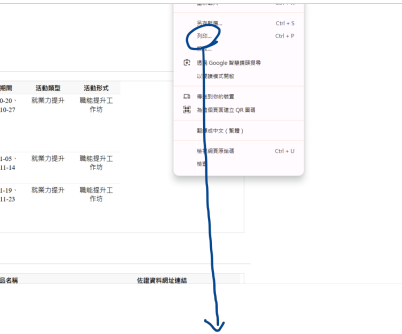 另存新檔... Ctrl + S
列印... Ctrl + P
透過 Google 智慧鏡頭搜尋
以閱讀模式開啟
傳送到你的裝置
為這個頁面建立 QR 圖碼
翻譯成中文（繁體）
檢視網頁原始碼 Ctrl + U
檢查
期間 活動類型 活動形式
0-20、 就業力提升 職能提升工
10-27 作坊
1-05、 就業力提升 職能提升工
11-14 作坊
1-19、 就業力提升 職能提升工
11-23 作坊
品名稱 佐證資料網址連結